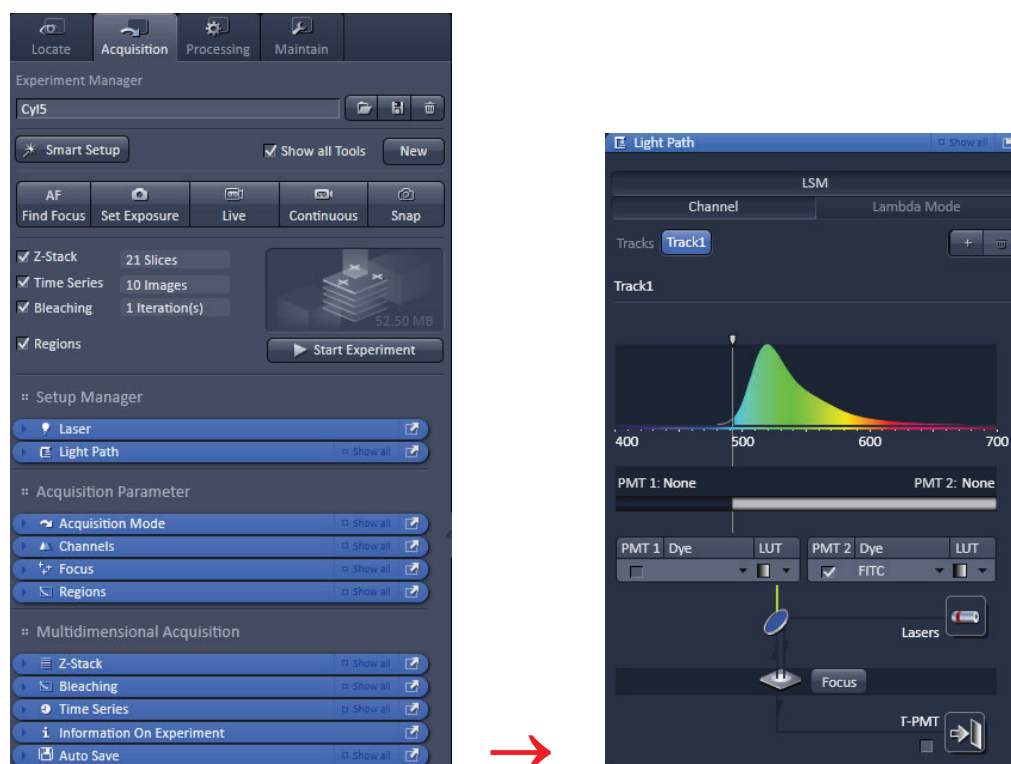 Locate Acquisition Processing Maintain
Experiment Manager
Cyl5
Smart Setup Show all Tools New
AF
Find Focus Set Exposure Live Continuous Snap
Z-Stack 21 Slices
Time Series 10 Images
Bleaching 1 Iteration(s)
52.50 MB
Regions Start Experiment
Setup Manager
Laser
Light Path Show all
Acquisition Parameter
Acquisition Mode Show all
Channels Show all
Focus Show all
Regions Show all
Multidimensional Acquisition
Z-Stack Show all
Bleaching Show all
Time Series Show all
Information On Experiment
Auto Save Show all
Light Path Show all
LSM
Channel Lambda Mode
Tracks Track1 +
Track1
400 500 600 700
PMT 1: None PMT 2: None
PMT 1 Dye LUT PMT 2 Dye LUT
FITC
Lasers
Focus
T-PMT